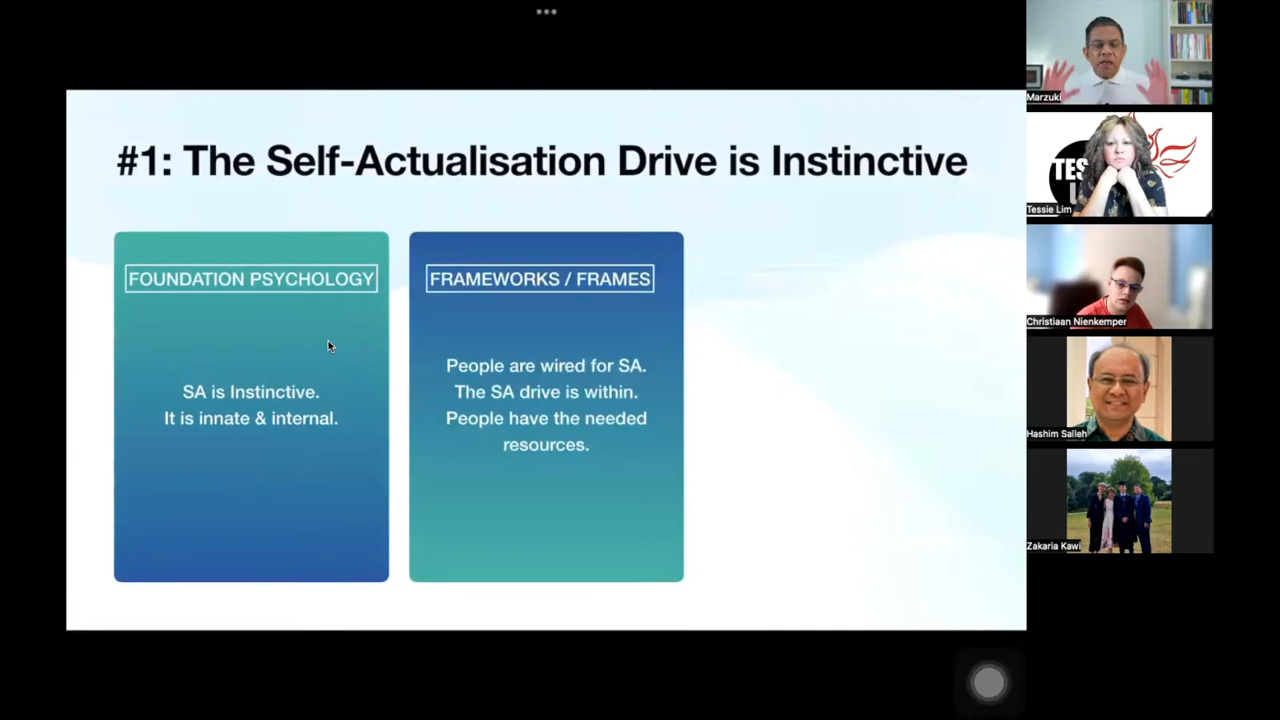 #1: The Self-Actualisation Drive is Instinctive
FOUNDATION PSYCHOLOGY
SA is Instinctive.
It is innate & internal.
FRAMEWORKS / FRAMES
People are wired for SA.
The SA drive is within.
People have the needed
resources.
Marzuki
TES
Tessie Lim
Christiaan Nienkemper
Hashim Salleh
Zakaria Kawi